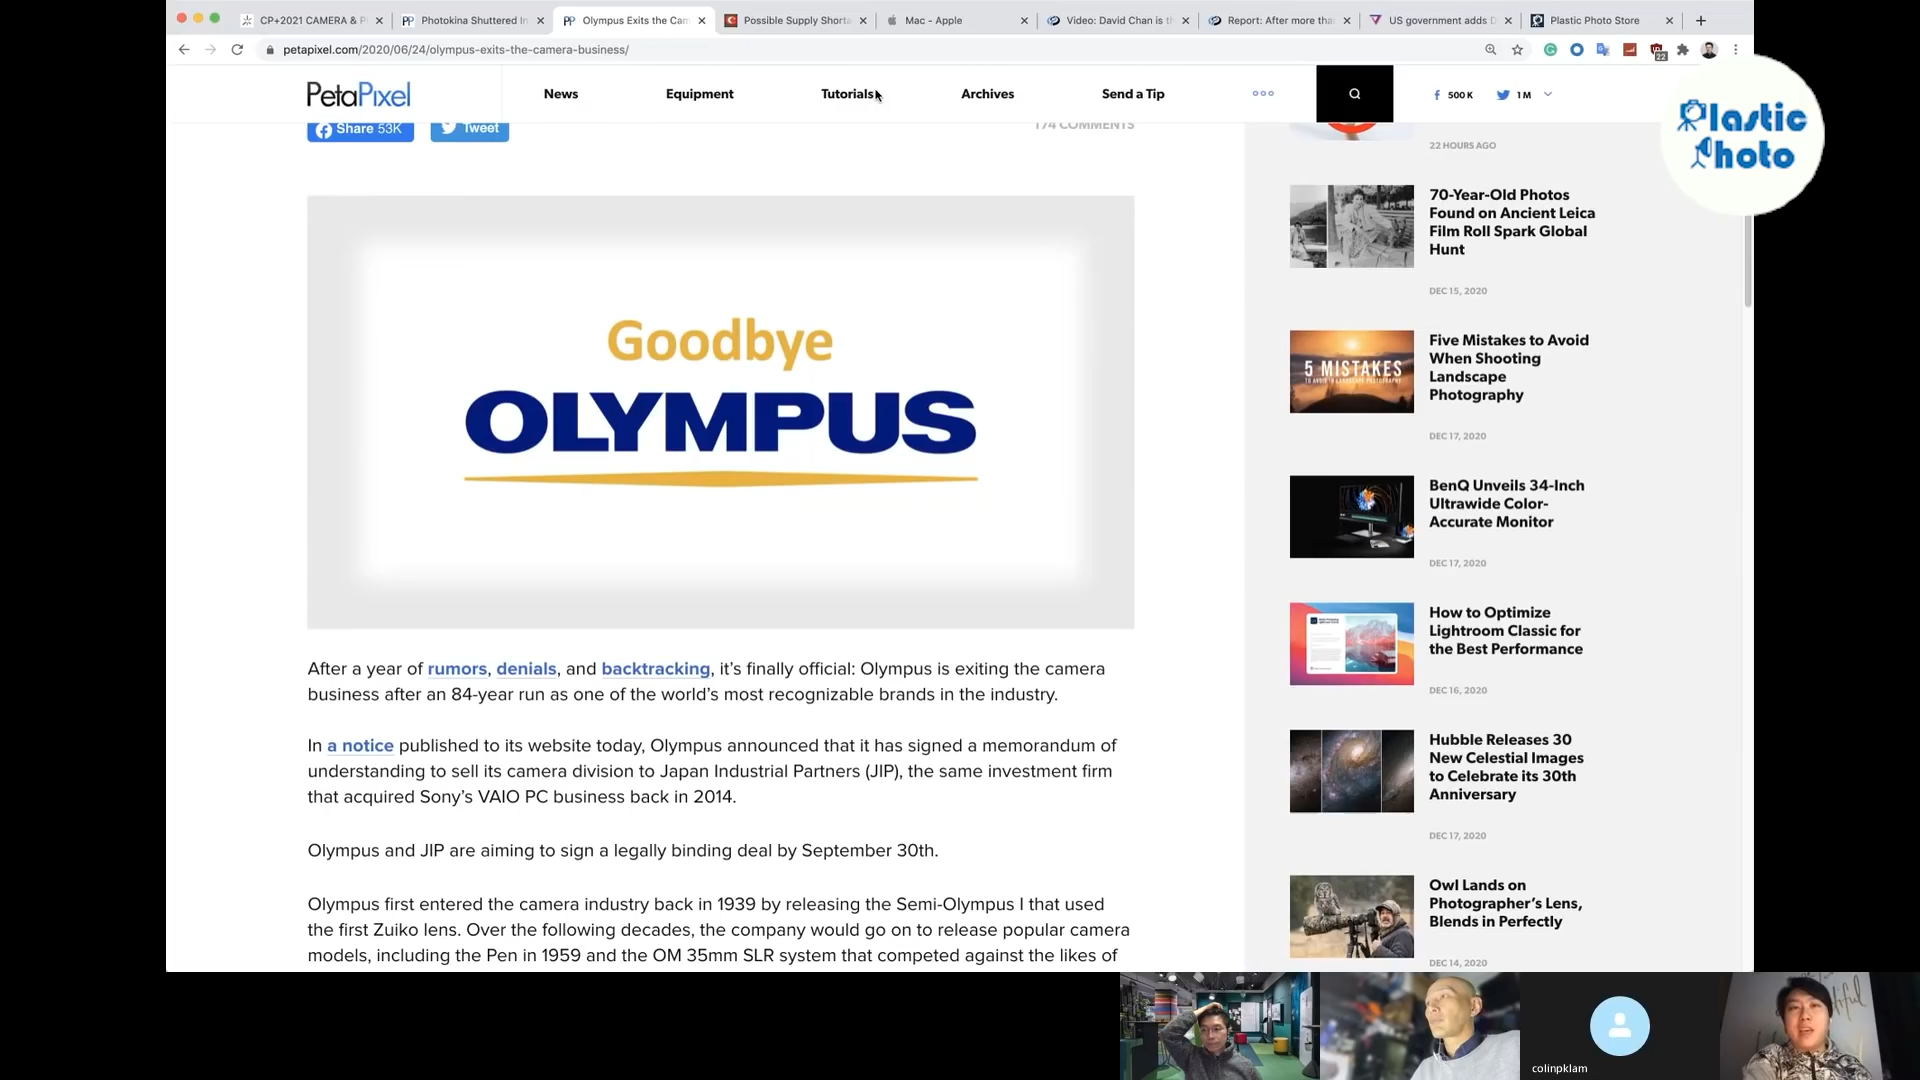 CP+2021 CAMERA & P
Photokina Shuttered In
Olympus Exits the Cam
Possible Supply Shorta
Mac - Apple
Video: David Chan is th
Report: After more than
US government adds D
Plastic Photo Store
petapixel.com/2020/06/24/olympus-exits-the-camera-business/
22
PetaPixel
News
Equipment
Tutorials
Archives
Send a Tip
500 K
1 M
Plastic
Photo
Share 53K
Tweet
174 COMMENTS
Goodbye
OLYMPUS
After a year of rumors, denials, and backtracking, it’s finally official: Olympus is exiting the camera
business after an 84-year run as one of the world’s most recognizable brands in the industry.
In a notice published to its website today, Olympus announced that it has signed a memorandum of
understanding to sell its camera division to Japan Industrial Partners (JIP), the same investment firm
that acquired Sony’s VAIO PC business back in 2014.
Olympus and JIP are aiming to sign a legally binding deal by September 30th.
Olympus first entered the camera industry back in 1939 by releasing the Semi-Olympus I that used
the first Zuiko lens. Over the following decades, the company would go on to release popular camera
models, including the Pen in 1959 and the OM 35mm SLR system that competed against the likes of
22 HOURS AGO
70-Year-Old Photos
Found on Ancient Leica
Film Roll Spark Global
Hunt
DEC 15, 2020
5 MISTAKES
TO AVOID IN LANDSCAPE PHOTOGRAPHY
Five Mistakes to Avoid
When Shooting
Landscape
Photography
DEC 17, 2020
BenQ Unveils 34-Inch
Ultrawide Color-
Accurate Monitor
DEC 17, 2020
How to Optimize
Lightroom Classic for
the Best Performance
DEC 16, 2020
Hubble Releases 30
New Celestial Images
to Celebrate its 30th
Anniversary
DEC 17, 2020
Owl Lands on
Photographer’s Lens,
Blends in Perfectly
DEC 14, 2020
colinpklam